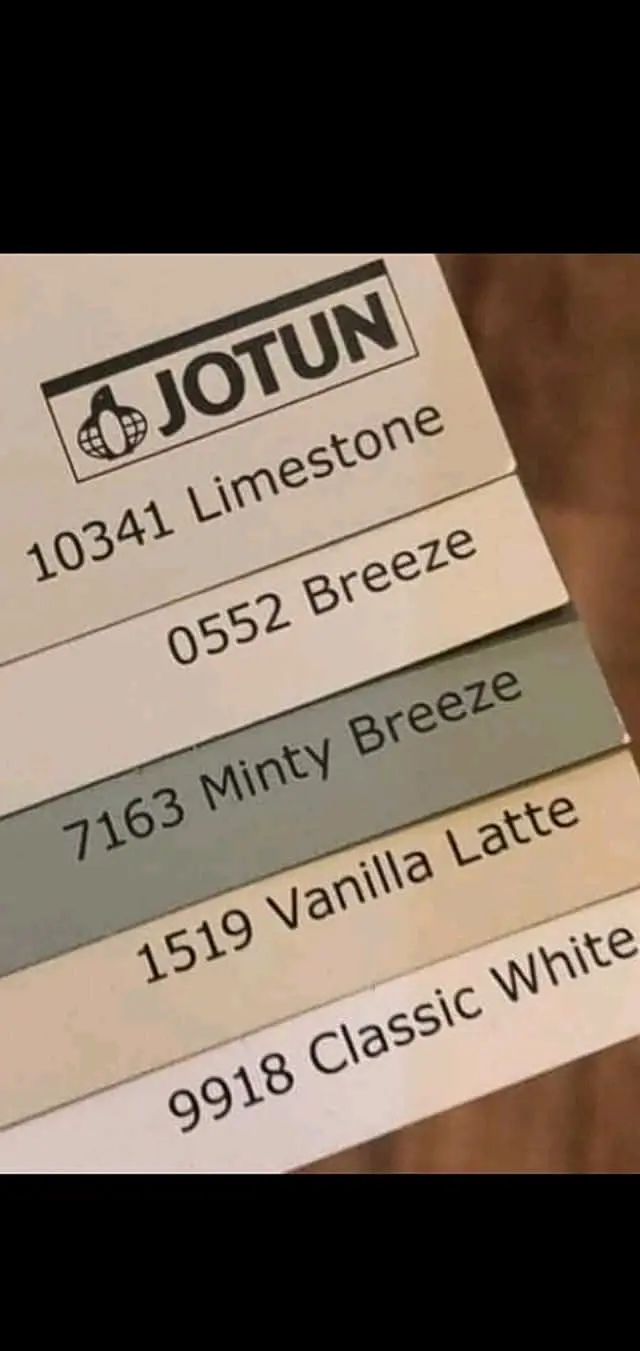 JOTUN
10341 Limestone
0552 Breeze
7163 Minty Breeze
1519 Vanilla Latte
9918 Classic White